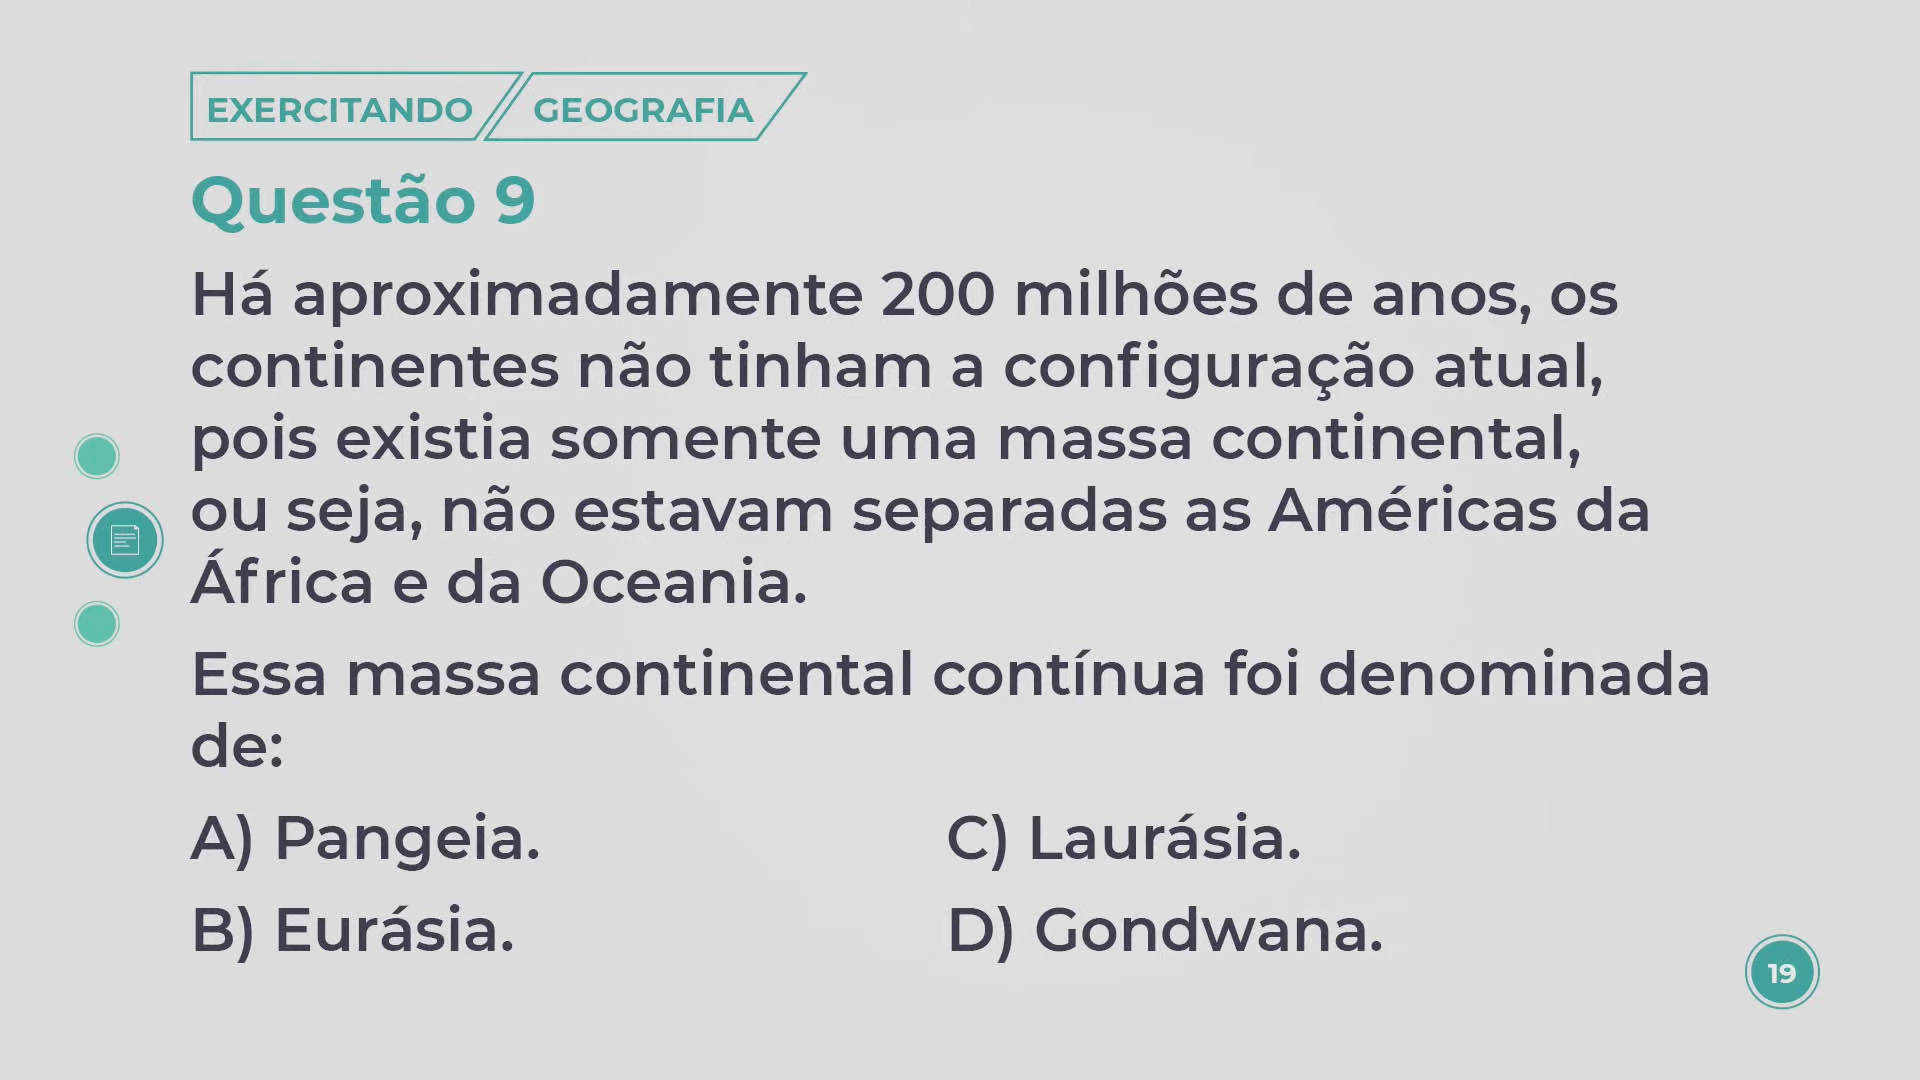 EXERCITANDO GEOGRAFIA
Questão 9
Há aproximadamente 200 milhões de anos, os
continentes não tinham a configuração atual,
pois existia somente uma massa continental,
ou seja, não estavam separadas as Américas da
África e da Oceania.
Essa massa continental contínua foi denominada
de:
A) Pangeia.
B) Eurásia.
C) Laurásia.
D) Gondwana.
19